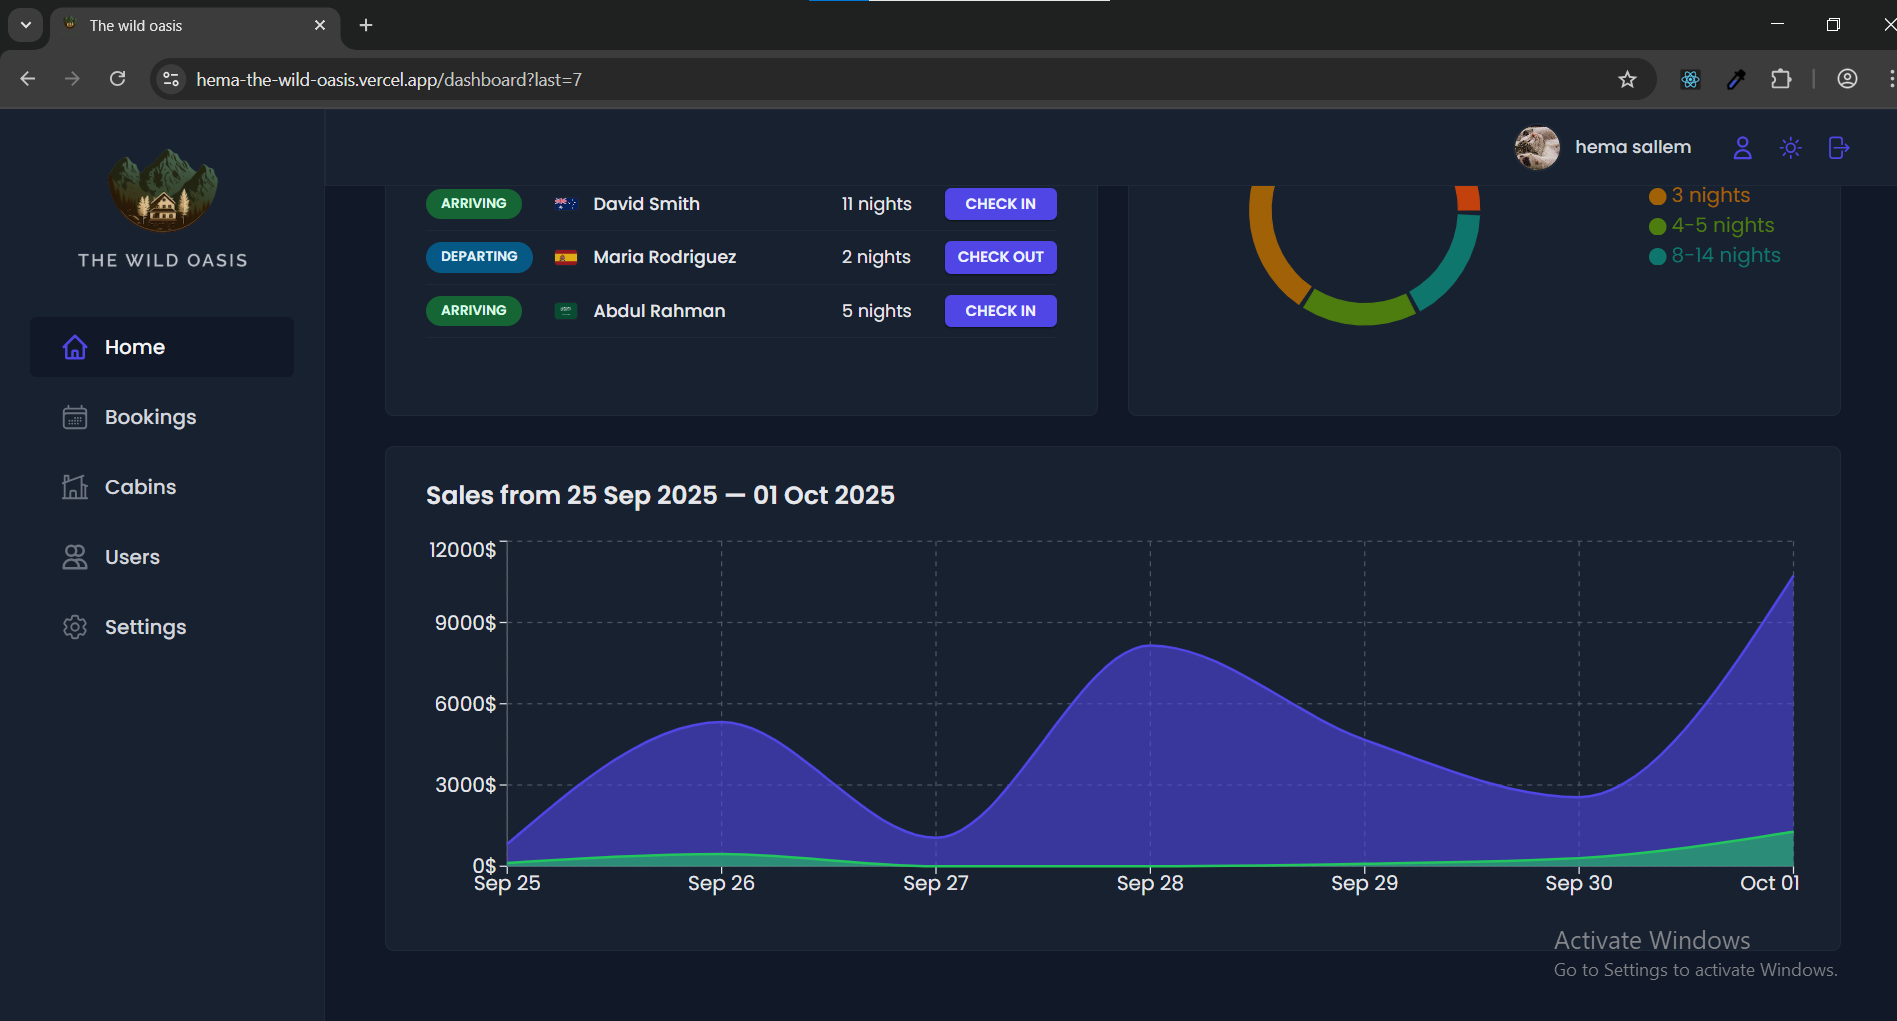 The wild oasis
hema-the-wild-oasis.vercel.app/dashboard?last=7
hema sallem
THE WILD OASIS
Home
Bookings
Cabins
Users
Settings
ARRIVING David Smith 11 nights CHECK IN
DEPARTING Maria Rodriguez 2 nights CHECK OUT
ARRIVING Abdul Rahman 5 nights CHECK IN
3 nights
4-5 nights
8-14 nights
Sales from 25 Sep 2025 — 01 Oct 2025
12000$
9000$
6000$
3000$
0$
Sep 25 Sep 26 Sep 27 Sep 28 Sep 29 Sep 30 Oct 01
Activate Windows
Go to Settings to activate Windows.